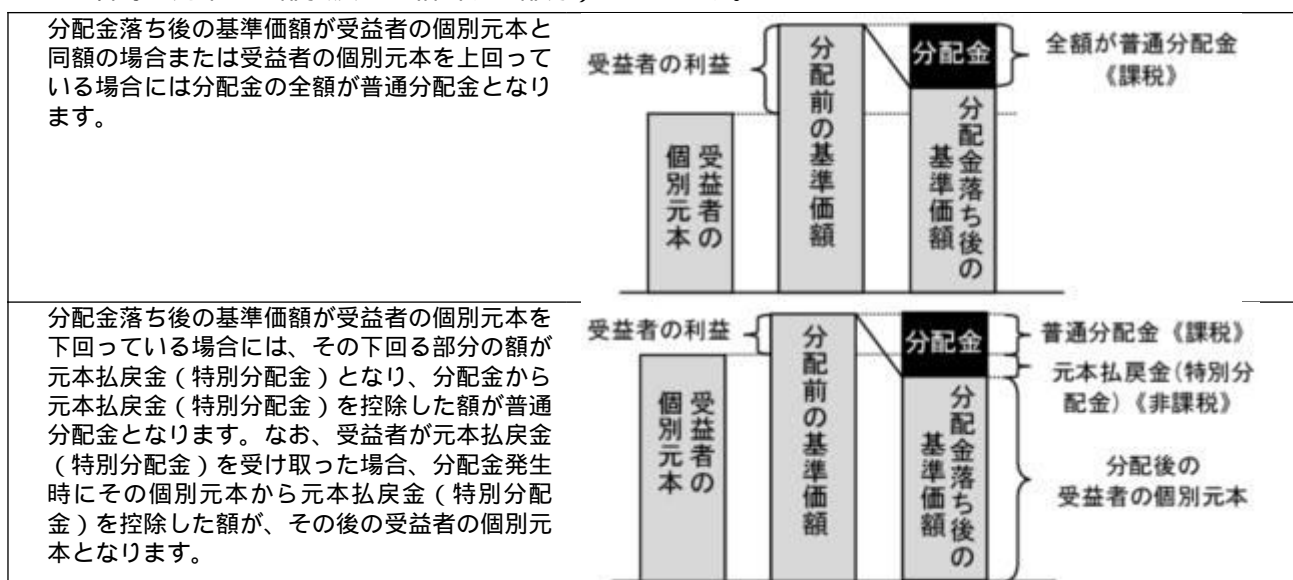 分配金落ち後の基準価額が受益者の個別元本と
同額の場合または受益者の個別元本を上回って
いる場合には分配金の全額が普通分配金となり
ます。
受益者の利益
受益者の
個別元本
分配前の基準価額
分配金
分配金落ち後の
基準価額
全額が普通分配金
《課税》
分配金落ち後の基準価額が受益者の個別元本を
下回っている場合には、その下回る部分の額が
元本払戻金(特別分配金)となり、分配金から
元本払戻金(特別分配金)を控除した額が普通
分配金となります。なお、受益者が元本払戻金
(特別分配金)を受け取った場合、分配金発生
時にその個別元本から元本払戻金(特別分配
金)を控除した額が、その後の受益者の個別元
本となります。
受益者の利益
受益者の
個別元本
分配前の基準価額
分配金
分配金落ち後の
基準価額
普通分配金《課税》
元本払戻金(特別分
配金)《非課税》
分配後の
受益者の個別元本